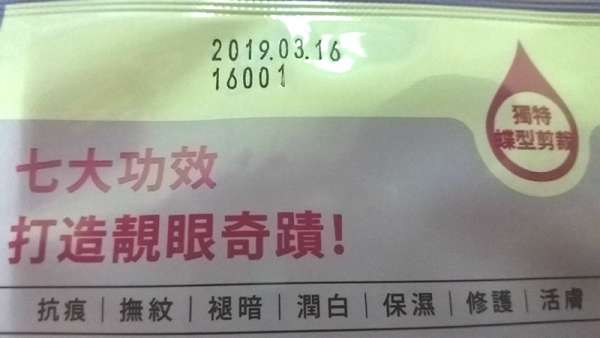 2019.03.16
16001
獨特
蝶型剪裁
七大功效
打造靚眼奇蹟!
抗痕｜撫紋｜褪暗｜潤白｜保濕｜修護｜活膚